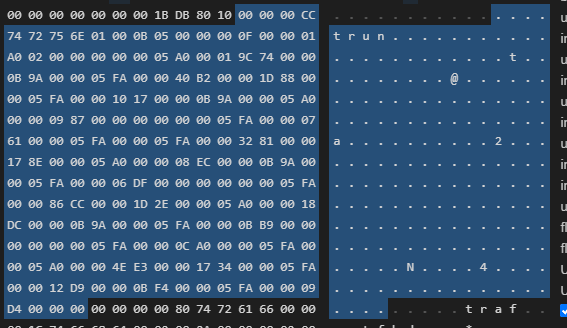 00 00 00 00 00 00 00 1B DB 80 10 00 00 00 CC . . . . . . . . . . . . . . .
74 72 75 6E 01 00 0B 05 00 00 00 0F 00 00 01 t r u n . . . . . . . . . . .
A0 02 00 00 00 00 00 05 A0 00 01 9C 74 00 00 . . . . . . . . . . . . t . .
0B 9A 00 00 05 FA 00 00 40 B2 00 00 1D 88 00 . . . . . . . . @ . . . . . .
00 05 FA 00 00 10 17 00 00 0B 9A 00 00 05 A0 . . . . . . . . . . . . . . .
00 00 09 87 00 00 00 00 00 05 FA 00 00 07 . . . . . . . . . . . . . . .
61 00 00 05 FA 00 00 05 FA 00 00 32 81 00 00 a . . . . . . . . . . 2 . . .
17 8E 00 00 05 A0 00 00 08 EC 00 00 0B 9A 00 . . . . . . . . . . . . . . .
00 05 FA 00 00 06 DF 00 00 00 00 00 00 05 FA . . . . . . . . . . . . . . .
00 00 86 CC 00 00 1D 2E 00 00 05 A0 00 00 18 . . . . . . . . . . . . . . .
DC 00 00 0B 9A 00 00 05 FA 00 00 0B B9 00 00 . . . . . . . . . . . . . . .
00 00 00 00 05 FA 00 00 0C A0 00 00 05 FA 00 . . . . . . . . . . . . . . .
00 05 A0 00 00 4E E3 00 00 17 34 00 00 05 FA . . . . . N . . . . 4 . . . .
00 00 12 D9 00 00 0B F4 00 00 05 FA 00 00 09 . . . . . . . . . . . . . . .
D4 00 00 00 00 00 00 80 74 72 61 66 00 00 . . . . . . . . . t r a f . .